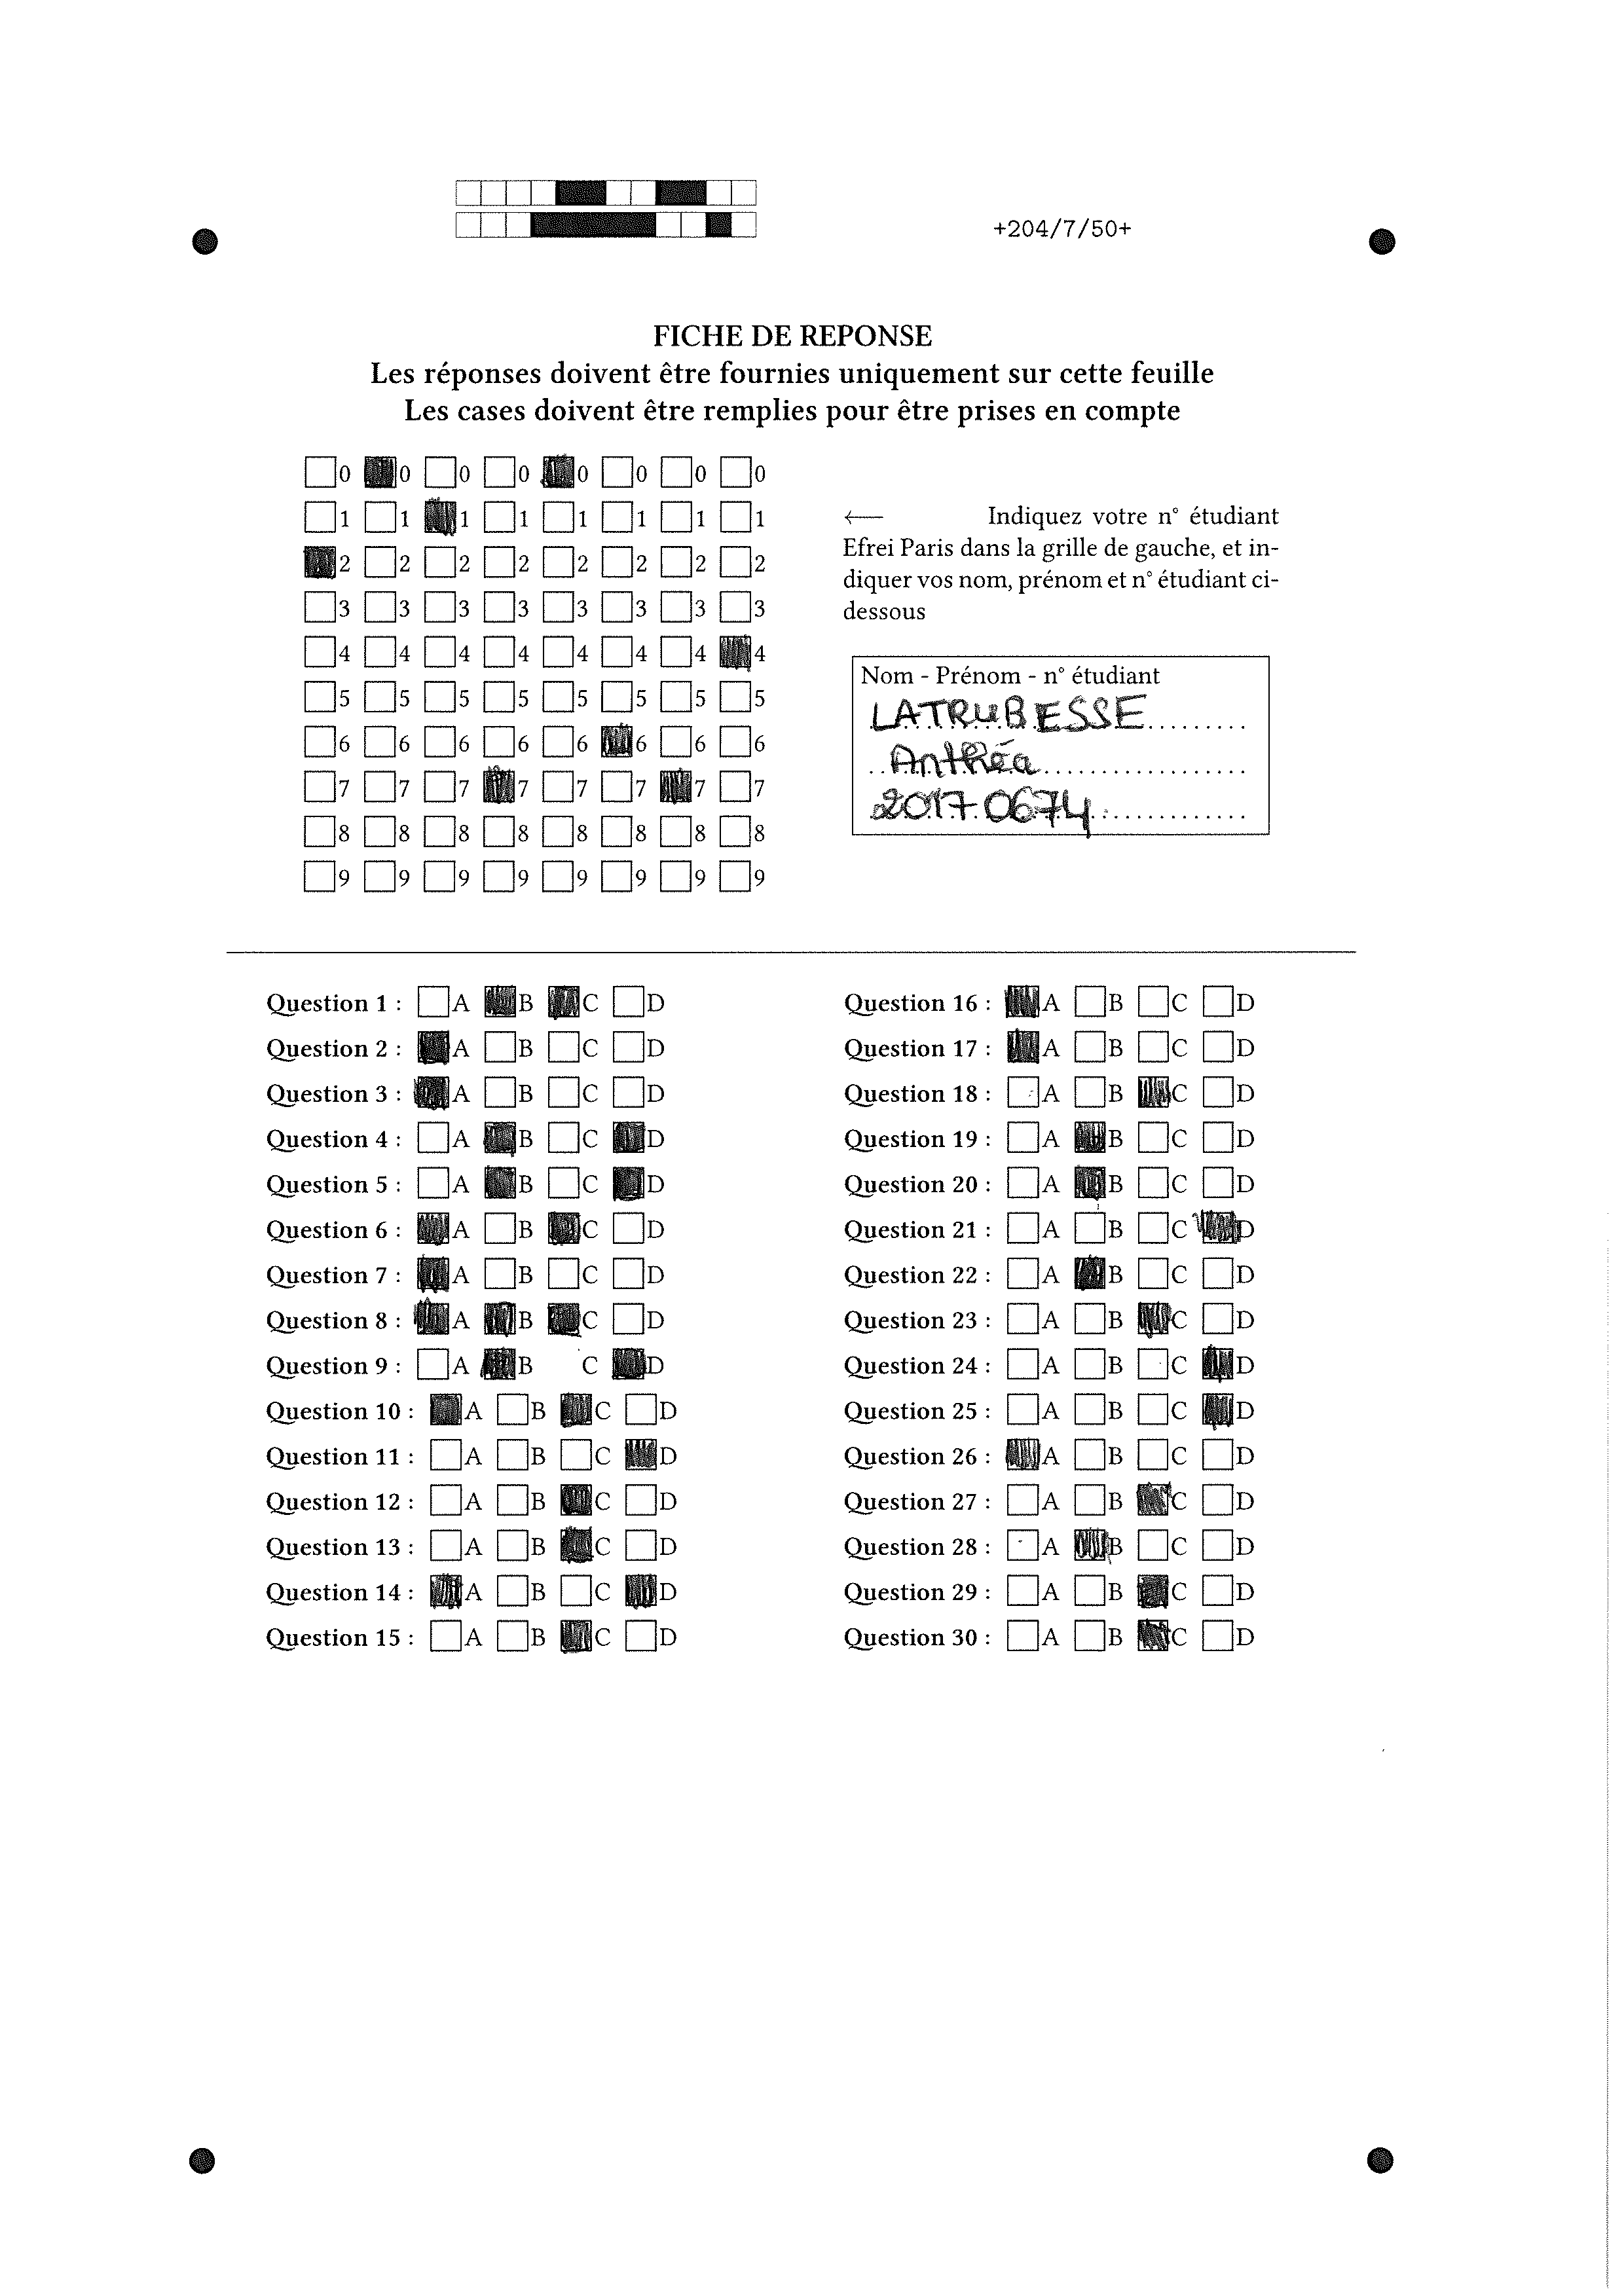 +204/7/50+
FICHE DE REPONSE
Les réponses doivent être fournies uniquement sur cette feuille
Les cases doivent être remplies pour être prises en compte
0 0 0 0 0 0 0 0
1 1 1 1 1 1 1 1
2 2 2 2 2 2 2 2
3 3 3 3 3 3 3 3
4 4 4 4 4 4 4 4
5 5 5 5 5 5 5 5
6 6 6 6 6 6 6 6
7 7 7 7 7 7 7 7
8 8 8 8 8 8 8 8
9 9 9 9 9 9 9 9
← Indiquez votre n° étudiant
Efrei Paris dans la grille de gauche, et in-
diquer vos nom, prénom et n° étudiant ci-
dessous
Nom - Prénom - n° étudiant
LATRUBESSE
Anthéa
20170674
Question 1 : A B C D
Question 2 : A B C D
Question 3 : A B C D
Question 4 : A B C D
Question 5 : A B C D
Question 6 : A B C D
Question 7 : A B C D
Question 8 : A B C D
Question 9 : A B C D
Question 10 : A B C D
Question 11 : A B C D
Question 12 : A B C D
Question 13 : A B C D
Question 14 : A B C D
Question 15 : A B C D
Question 16 : A B C D
Question 17 : A B C D
Question 18 : A B C D
Question 19 : A B C D
Question 20 : A B C D
Question 21 : A B C D
Question 22 : A B C D
Question 23 : A B C D
Question 24 : A B C D
Question 25 : A B C D
Question 26 : A B C D
Question 27 : A B C D
Question 28 : A B C D
Question 29 : A B C D
Question 30 : A B C D